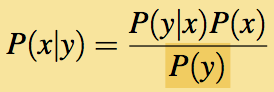 P(x|y) = P(y|x)P(x) / P(y)